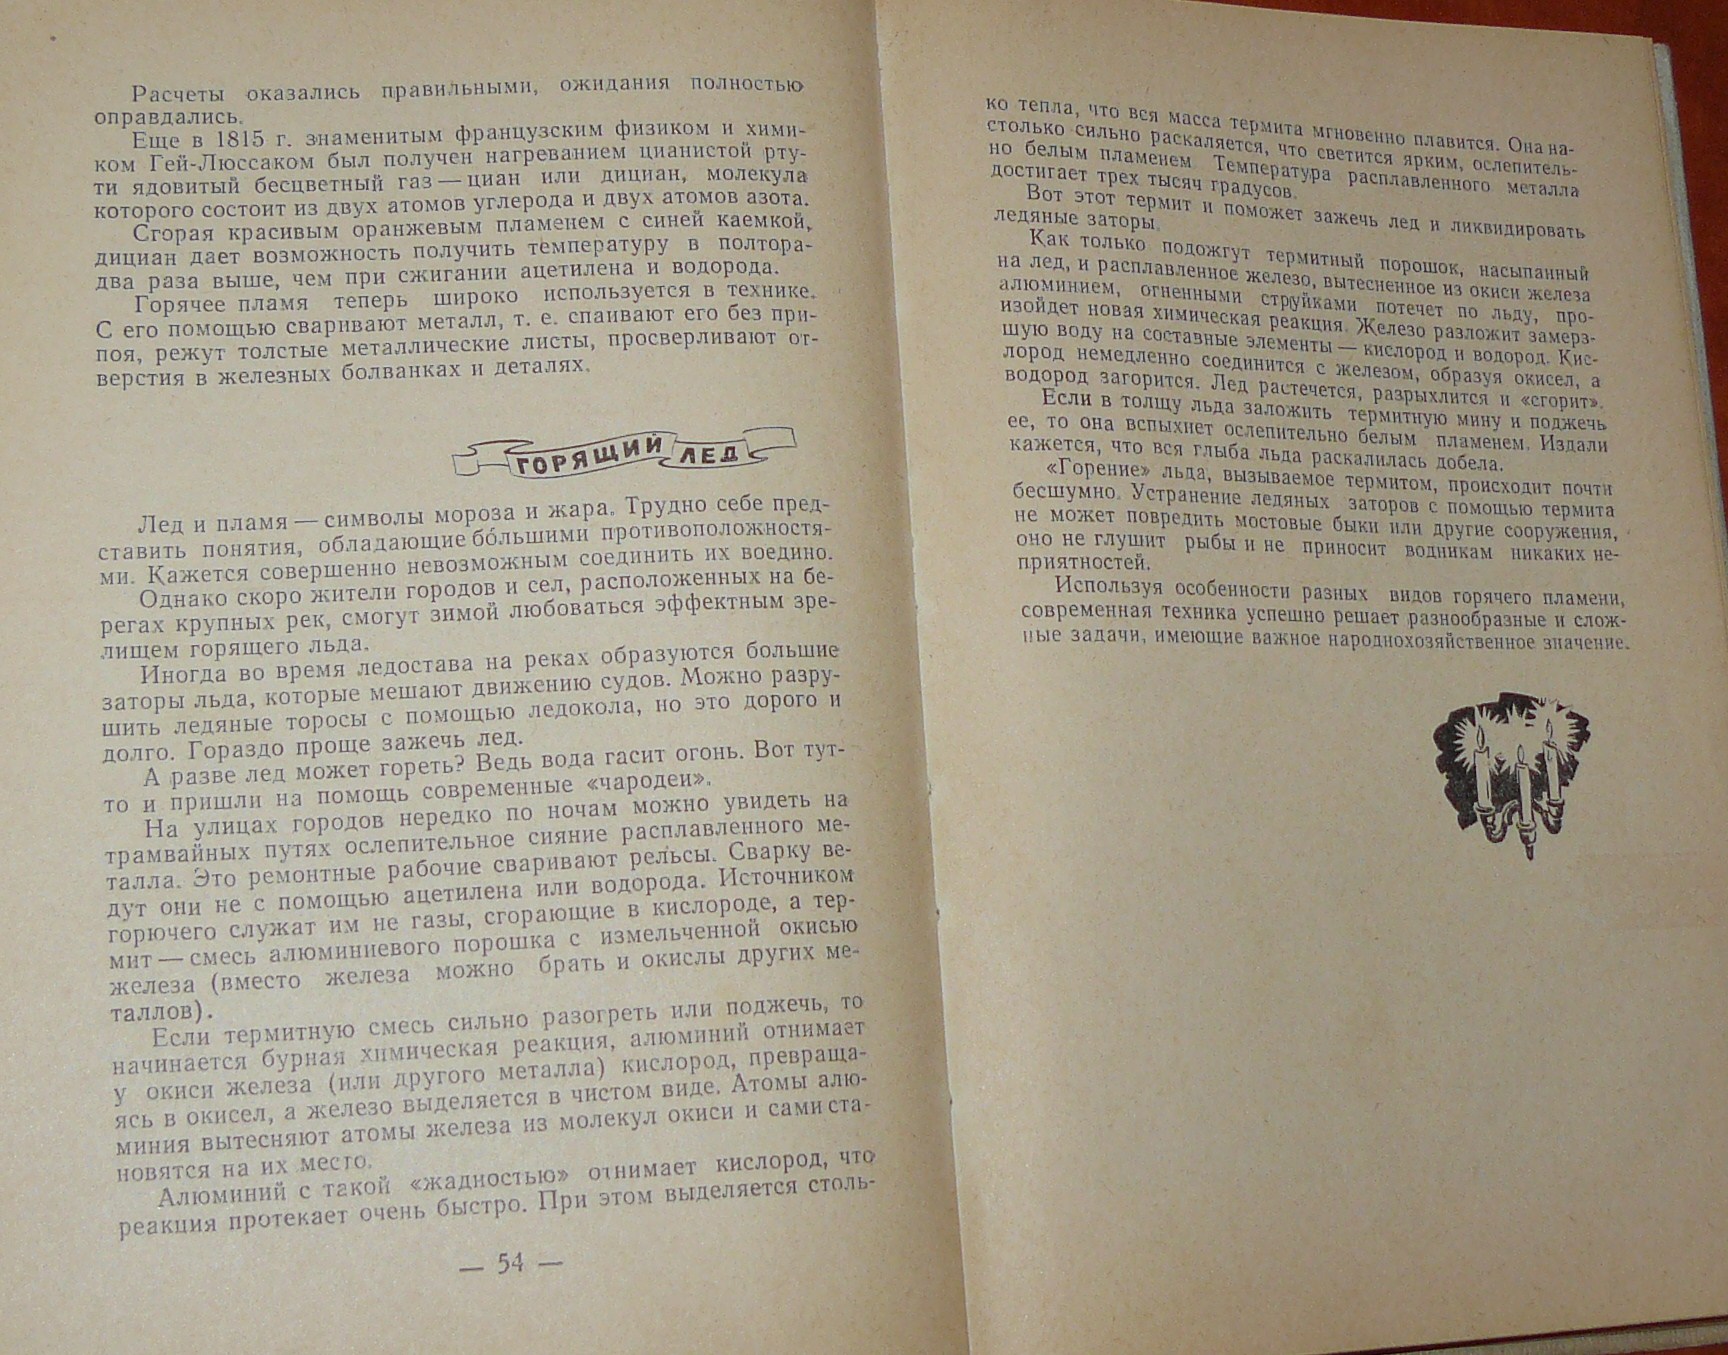 Расчеты оказались правильными, ожидания полностью
оправдались.
Еще в 1815 г. знаменитым французским физиком и хими-
ком Гей-Люссаком был получен нагреванием цианистой рту-
ти ядовитый бесцветный газ — циан или дициан, молекула
которого состоит из двух атомов углерода и двух атомов азота.
Сгорая красивым оранжевым пламенем с синей каемкой,
дициан дает возможность получить температуру в полтора-
два раза выше, чем при сжигании ацетилена и водорода.
Горячее пламя теперь широко используется в технике.
С его помощью сваривают металл, т. е. спаивают его без при-
поя, режут толстые металлические листы, просверливают от-
верстия в железных болванках и деталях.
ГОРЯЩИЙ ЛЕД
Лед и пламя — символы мороза и жара. Трудно себе пред-
ставить понятия, обладающие бо́льшими противоположностя-
ми. Кажется совершенно невозможным соединить их воедино.
Однако скоро жители городов и сел, расположенных на бе-
регах крупных рек, смогут зимой любоваться эффектным зре-
лищем горящего льда.
Иногда во время ледостава на реках образуются большие
заторы льда, которые мешают движению судов. Можно разру-
шить ледяные торосы с помощью ледокола, но это дорого и
долго. Гораздо проще зажечь лед.
А разве лед может гореть? Ведь вода гасит огонь. Вот тут-
то и пришли на помощь современные «чародеи».
На улицах городов нередко по ночам можно увидеть на
трамвайных путях ослепительное сияние расплавленного ме-
талла. Это ремонтные рабочие сваривают рельсы. Сварку ве-
дут они не с помощью ацетилена или водорода. Источником
горючего служат им не газы, сгорающие в кислороде, а тер-
мит — смесь алюминиевого порошка с измельченной окисью
железа (вместо железа можно брать и окислы других ме-
таллов).
Если термитную смесь сильно разогреть или поджечь, то
начинается бурная химическая реакция, алюминий отнимает
у окиси железа (или другого металла) кислород, превраща-
ясь в окисел, а железо выделяется в чистом виде. Атомы алю-
миния вытесняют атомы железа из молекул окиси и сами ста-
новятся на их место.
Алюминий с такой «жадностью» отнимает кислород, что
реакция протекает очень быстро. При этом выделяется столь-
— 54 —
ко тепла, что вся масса термита мгновенно плавится. Она на-
столько сильно раскаляется, что светится ярким, ослепитель-
но белым пламенем. Температура расплавленного металла
достигает трех тысяч градусов.
Вот этот термит и поможет зажечь лед и ликвидировать
ледяные заторы.
Как только подожгут термитный порошок, насыпанный
на лед, и расплавленное железо, вытесненное из окиси железа
алюминием, огненными струйками потечет по льду, про-
изойдет новая химическая реакция. Железо разложит замерз-
шую воду на составные элементы — кислород и водород. Кис-
лород немедленно соединится с железом, образуя окисел, а
водород загорится. Лед растечется, разрыхлится и «сгорит».
Если в толщу льда заложить термитную мину и поджечь
ее, то она вспыхнет ослепительно белым пламенем. Издали
кажется, что вся глыба льда раскалилась добела.
«Горение» льда, вызываемое термитом, происходит почти
бесшумно. Устранение ледяных заторов с помощью термита
не может повредить мостовые быки или другие сооружения,
оно не глушит рыбы и не приносит водникам никаких не-
приятностей.
Используя особенности разных видов горячего пламени,
современная техника успешно решает разнообразные и слож-
ные задачи, имеющие важное народнохозяйственное значение.